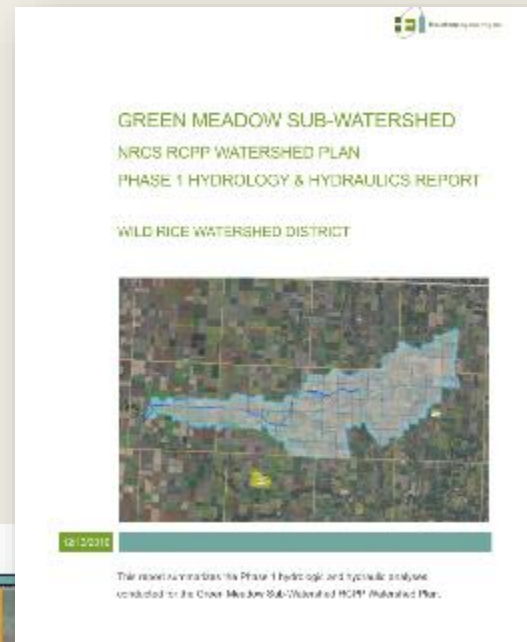 GREEN MEADOW SUB-WATERSHED
NRCS RCPP WATERSHED PLAN
PHASE 1 HYDROLOGY & HYDRAULICS REPORT
WILD RICE WATERSHED DISTRICT
This report summarizes the Phase 1 hydrologic and hydraulic analyses
conducted for the Green Meadow Sub-Watershed RCPP Watershed Plan.